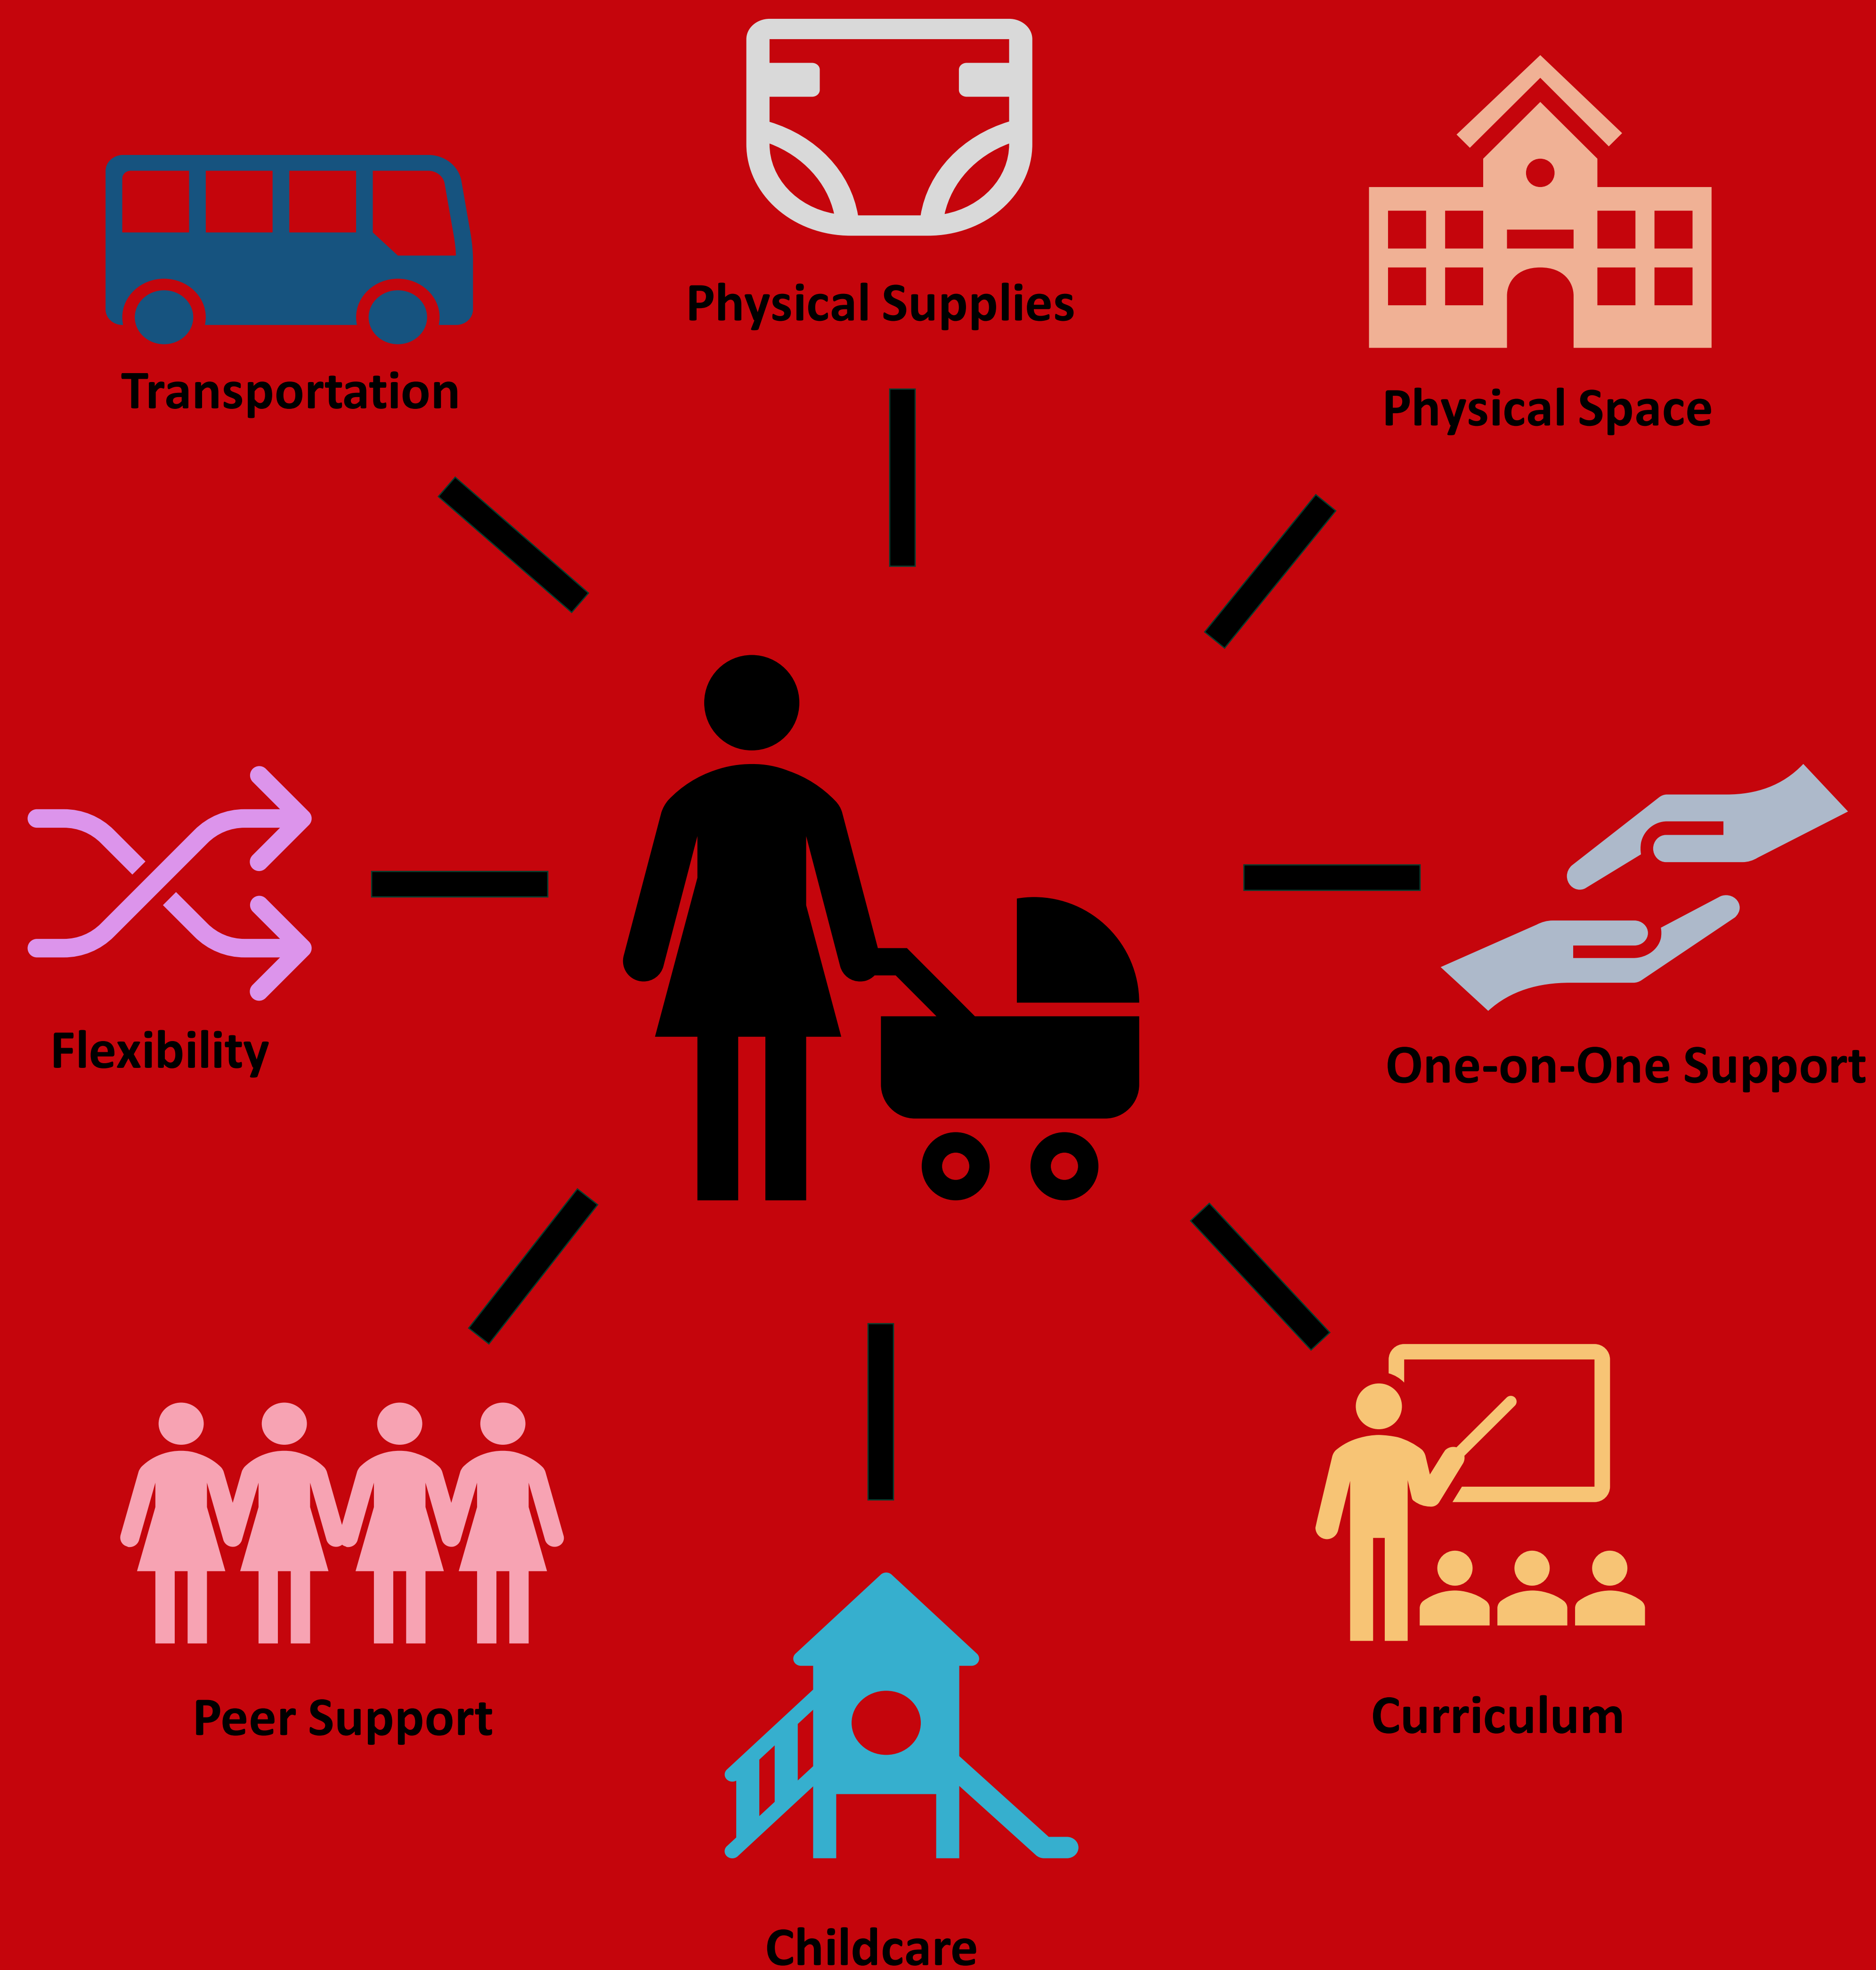 Physical Supplies
Transportation
Physical Space
Flexibility
One-on-One Support
Peer Support
Curriculum
Childcare